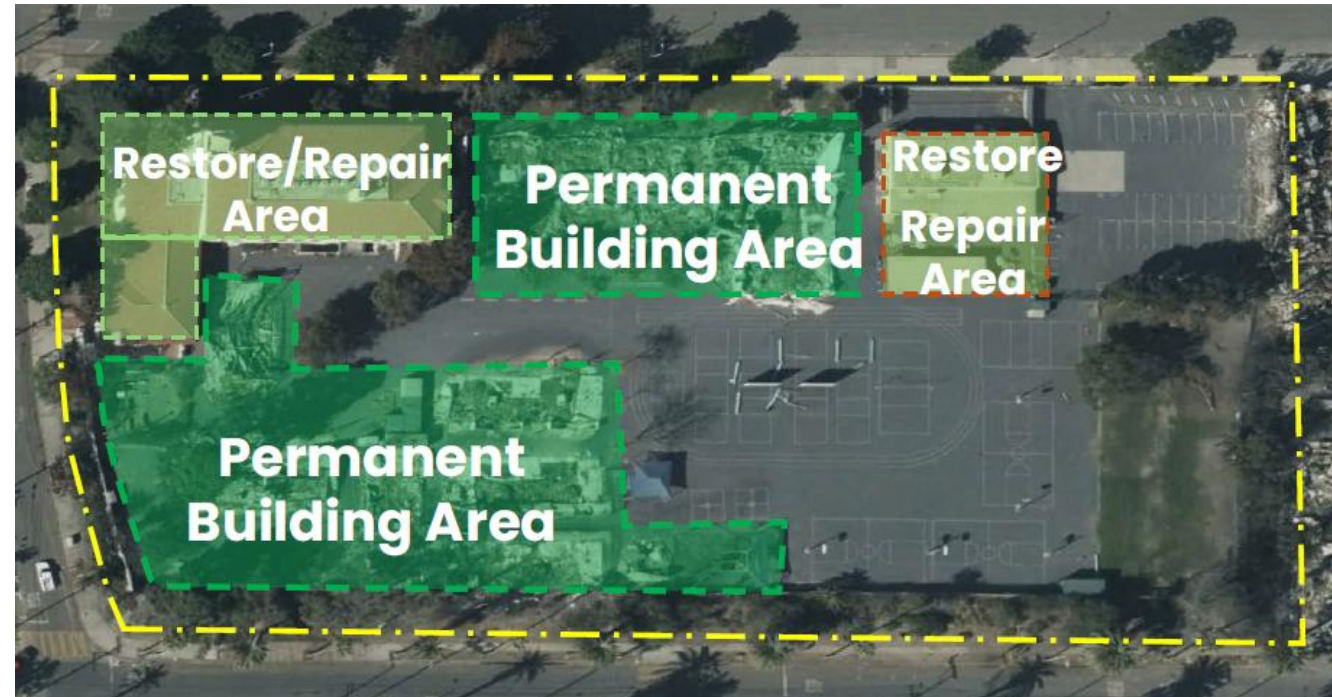 Restore/Repair
Area
Permanent
Building Area
Restore
Repair
Area
Permanent
Building Area